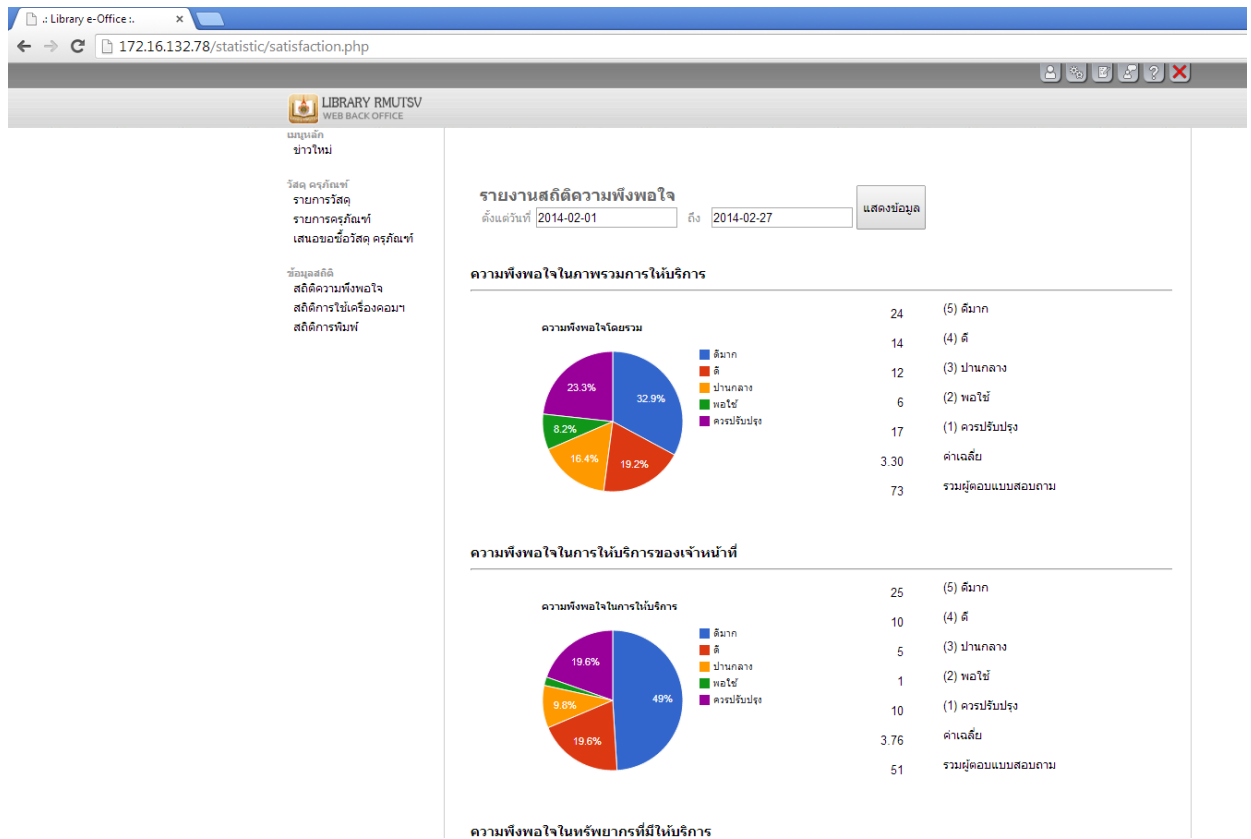 .: Library e-Office :.
172.16.132.78/statistic/satisfaction.php
LIBRARY RMUTSV
WEB BACK OFFICE
เมนูหลัก
ข่าวใหม่
วัสดุ ครุภัณฑ์
รายการวัสดุ
รายการครุภัณฑ์
เสนอขอซื้อวัสดุ ครุภัณฑ์
ข้อมูลสถิติ
สถิติความพึงพอใจ
สถิติการใช้เครื่องคอมฯ
สถิติการพิมพ์
รายงานสถิติความพึงพอใจ
ตั้งแต่วันที่ 2014-02-01 ถึง 2014-02-27 แสดงข้อมูล
ความพึงพอใจในภาพรวมการให้บริการ
ความพึงพอใจโดยรวม
32.9%
19.2%
16.4%
8.2%
23.3%
ดีมาก
ดี
ปานกลาง
พอใช้
ควรปรับปรุง
24 (5) ดีมาก
14 (4) ดี
12 (3) ปานกลาง
6 (2) พอใช้
17 (1) ควรปรับปรุง
3.30 ค่าเฉลี่ย
73 รวมผู้ตอบแบบสอบถาม
ความพึงพอใจในการให้บริการของเจ้าหน้าที่
ความพึงพอใจในการให้บริการ
49%
19.6%
9.8%
19.6%
ดีมาก
ดี
ปานกลาง
พอใช้
ควรปรับปรุง
25 (5) ดีมาก
10 (4) ดี
5 (3) ปานกลาง
1 (2) พอใช้
10 (1) ควรปรับปรุง
3.76 ค่าเฉลี่ย
51 รวมผู้ตอบแบบสอบถาม
ความพึงพอใจในทรัพยากรที่มีให้บริการ